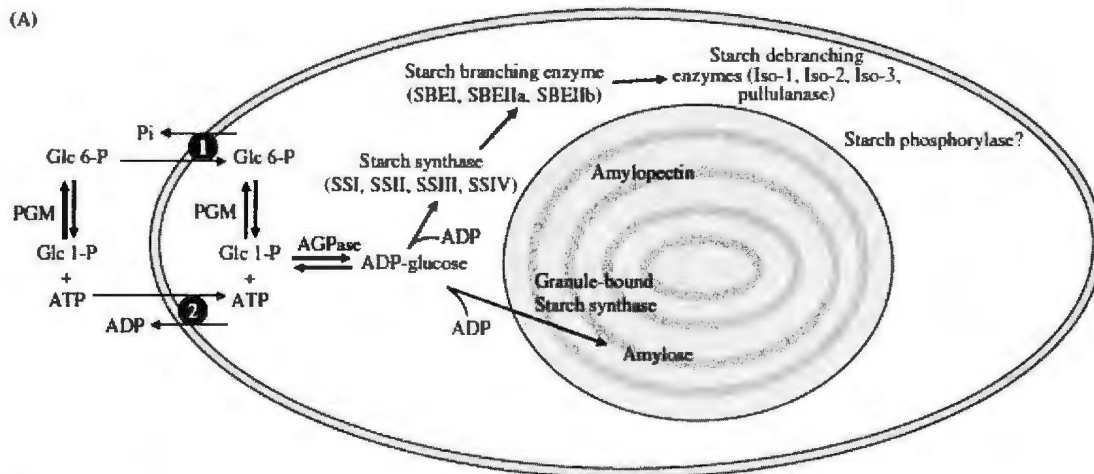 (A)
Starch branching enzyme
(SBEI, SBEIIa, SBEIIb)
Starch debranching
enzymes (Iso-1, Iso-2, Iso-3,
pullulanase)
Pi
1
Glc 6-P
Glc 6-P
Starch phosphorylase?
Starch synthase
(SSI, SSII, SSIII, SSIV)
Amylopectin
PGM
PGM
Glc 1-P
+
ATP
Glc 1-P
+
ATP
AGPase
ADP
ADP-glucose
Granule-bound
Starch synthase
2
ADP
ADP
Amylose